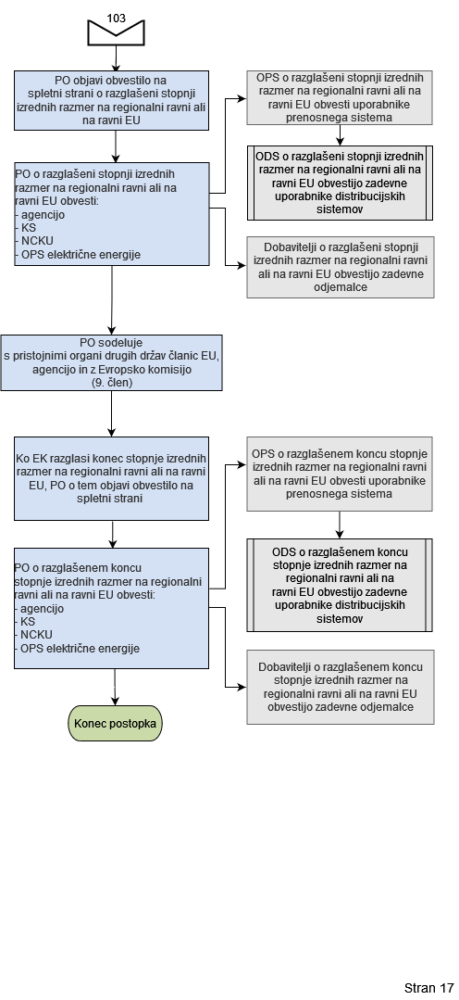 103
PO objavi obvestilo na
spletni strani o razglašeni stopnji
izrednih razmer na regionalni ravni ali
na ravni EU
OPS o razglašeni stopnji izrednih
razmer na regionalni ravni ali na
ravni EU obvesti uporabnike
prenosnega sistema
PO o razglašeni stopnji izrednih
razmer na regionalni ravni ali na
ravni EU obvesti:
- agencijo
- KS
- NCKU
- OPS električne energije
ODS o razglašeni stopnji izrednih
razmer na regionalni ravni ali na
ravni EU obvestijo zadevne
uporabnike distribucijskih
sistemov
Dobavitelji o razglašeni stopnji
izrednih razmer na regionalni ravni
ali na ravni EU obvestijo zadevne
odjemalce
PO sodeluje
s pristojnimi organi drugih držav članic EU,
agencijo in z Evropsko komisijo
(9. člen)
Ko EK razglasi konec stopnje izrednih
razmer na regionalni ravni ali na ravni
EU, PO o tem objavi obvestilo na
spletni strani
OPS o razglašenem koncu stopnje
izrednih razmer na regionalni ravni
ali na ravni EU obvesti uporabnike
prenosnega sistema
PO o razglašenem koncu
stopnje izrednih razmer na regionalni
ravni ali na ravni EU obvesti:
- agencijo
- KS
- NCKU
- OPS električne energije
ODS o razglašenem koncu
stopnje izrednih razmer na
regionalni ravni ali na
ravni EU obvestijo zadevne
uporabnike distribucijskih
sistemov
Dobavitelji o razglašenem koncu
stopnje izrednih razmer na
regionalni ravni ali na ravni EU
obvestijo zadevne odjemalce
Konec postopka
Stran 17